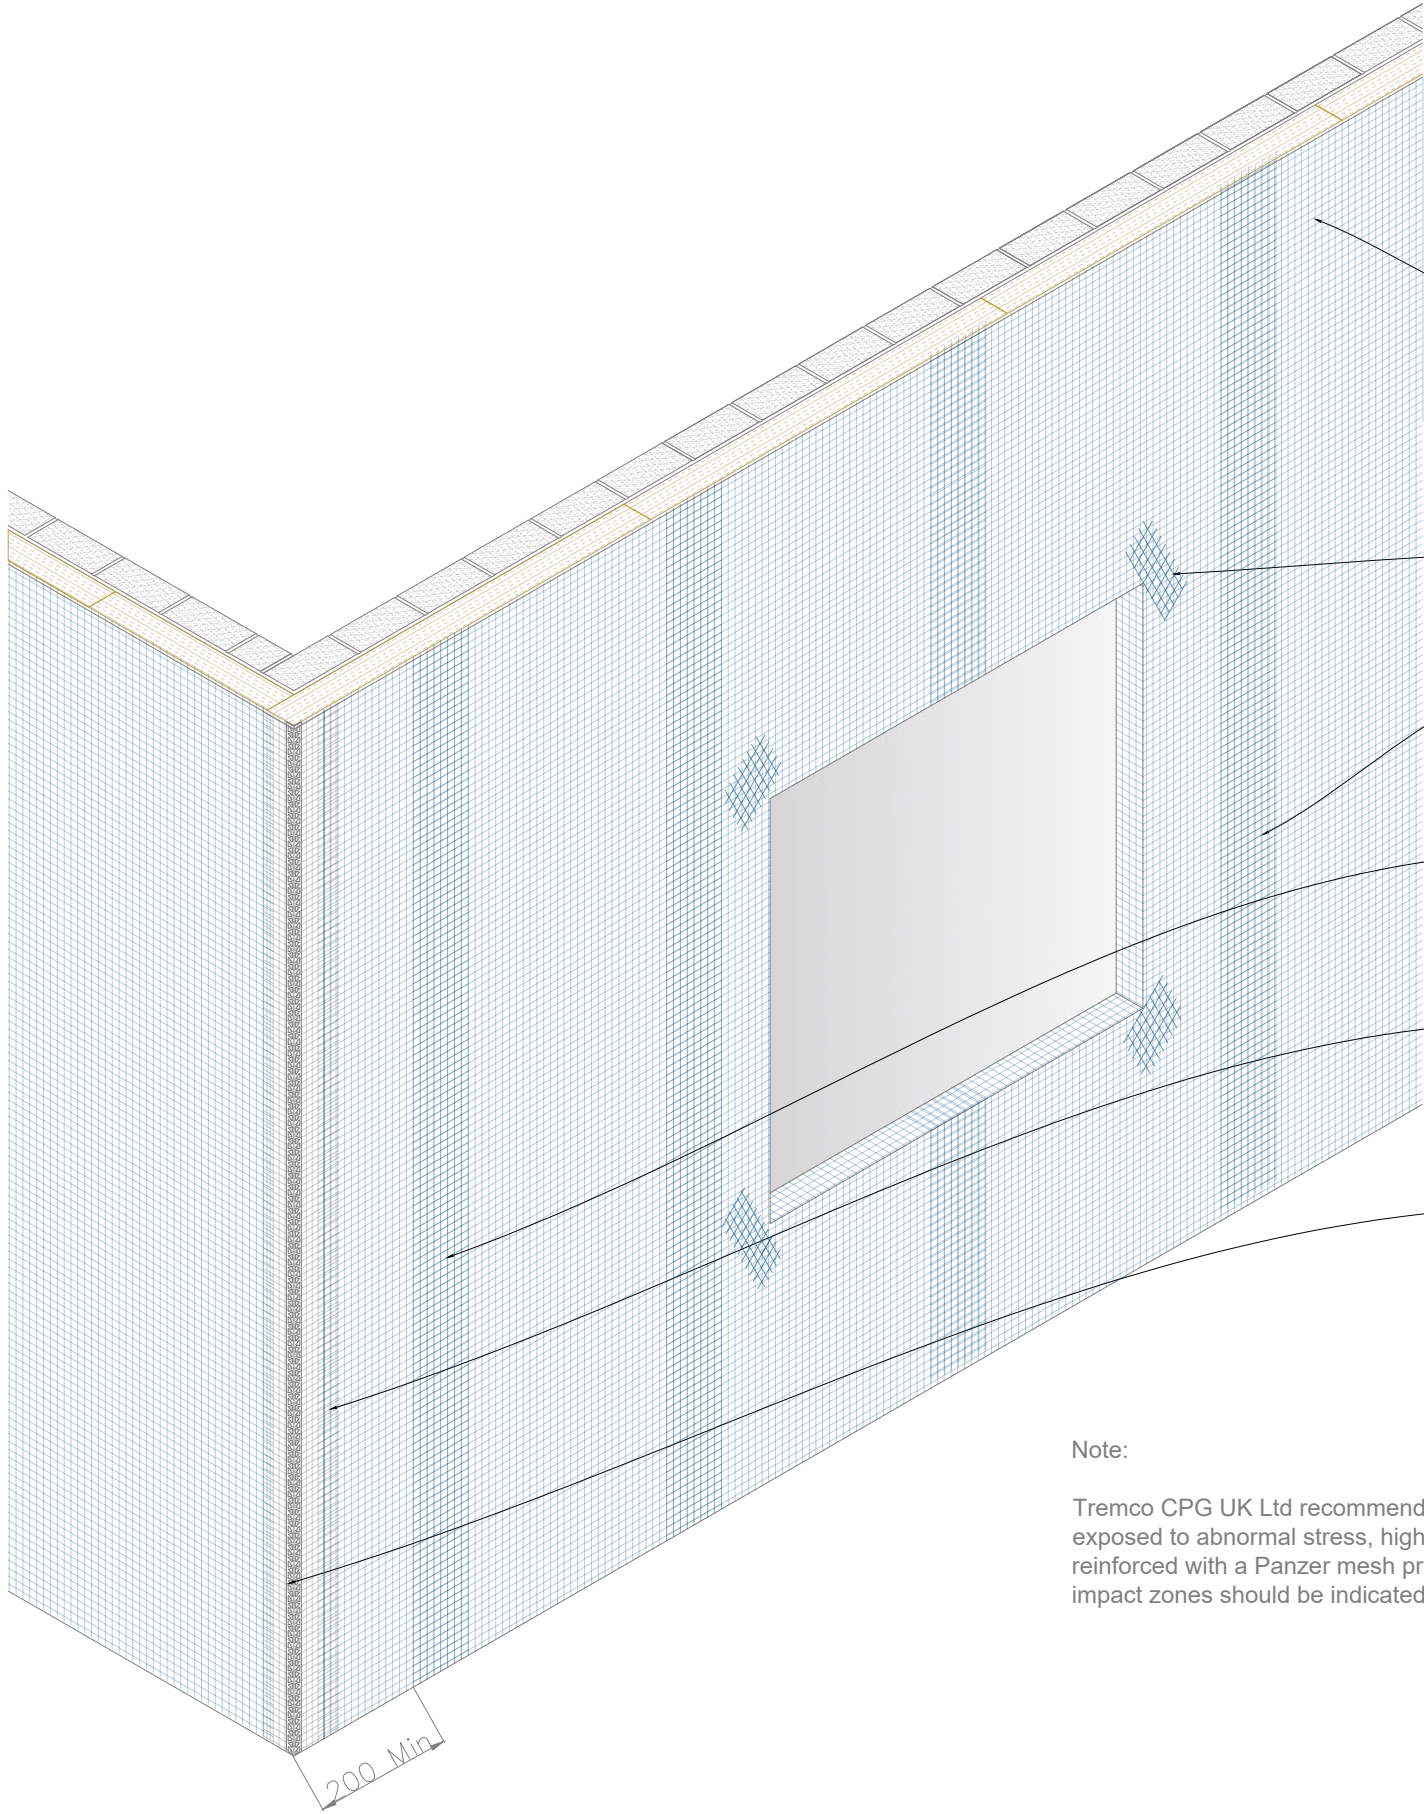 Note:
Tremco CPG UK Ltd recommend
exposed to abnormal stress, high
reinforced with a Panzer mesh pr
impact zones should be indicated
200 Min